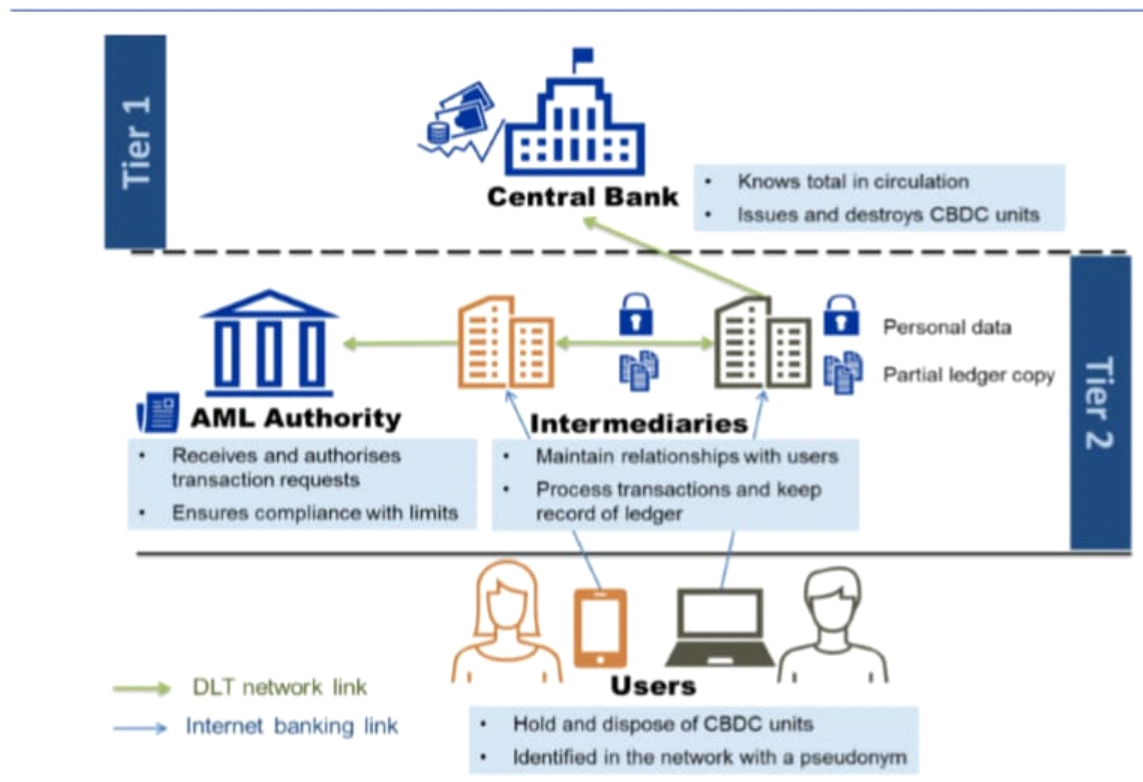 Tier 1
Central Bank
• Knows total in circulation
• Issues and destroys CBDC units
Tier 2
Personal data
Partial ledger copy
AML Authority
• Receives and authorises
transaction requests
• Ensures compliance with limits
Intermediaries
• Maintain relationships with users
• Process transactions and keep
record of ledger
Users
• Hold and dispose of CBDC units
• Identified in the network with a pseudonym
DLT network link
Internet banking link